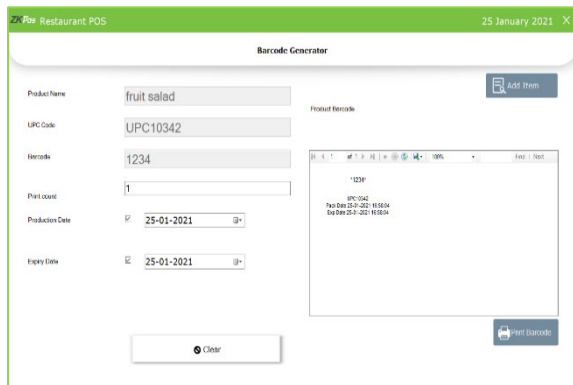 ZKPos Restaurant POS 25 January 2021 X
Barcode Generator
Add Item
Product Name fruit salad
Product Barcode
UPC Code UPC10342
Barcode 1234
1 of 1 100% Find | Next
*1234*
UPC10342
Pack Date 25-01-2021 16:58:04
Exp Date 25-01-2021 16:58:04
Print count 1
Production Date 25-01-2021
Expiry Date 25-01-2021
Print Barcode
Clear